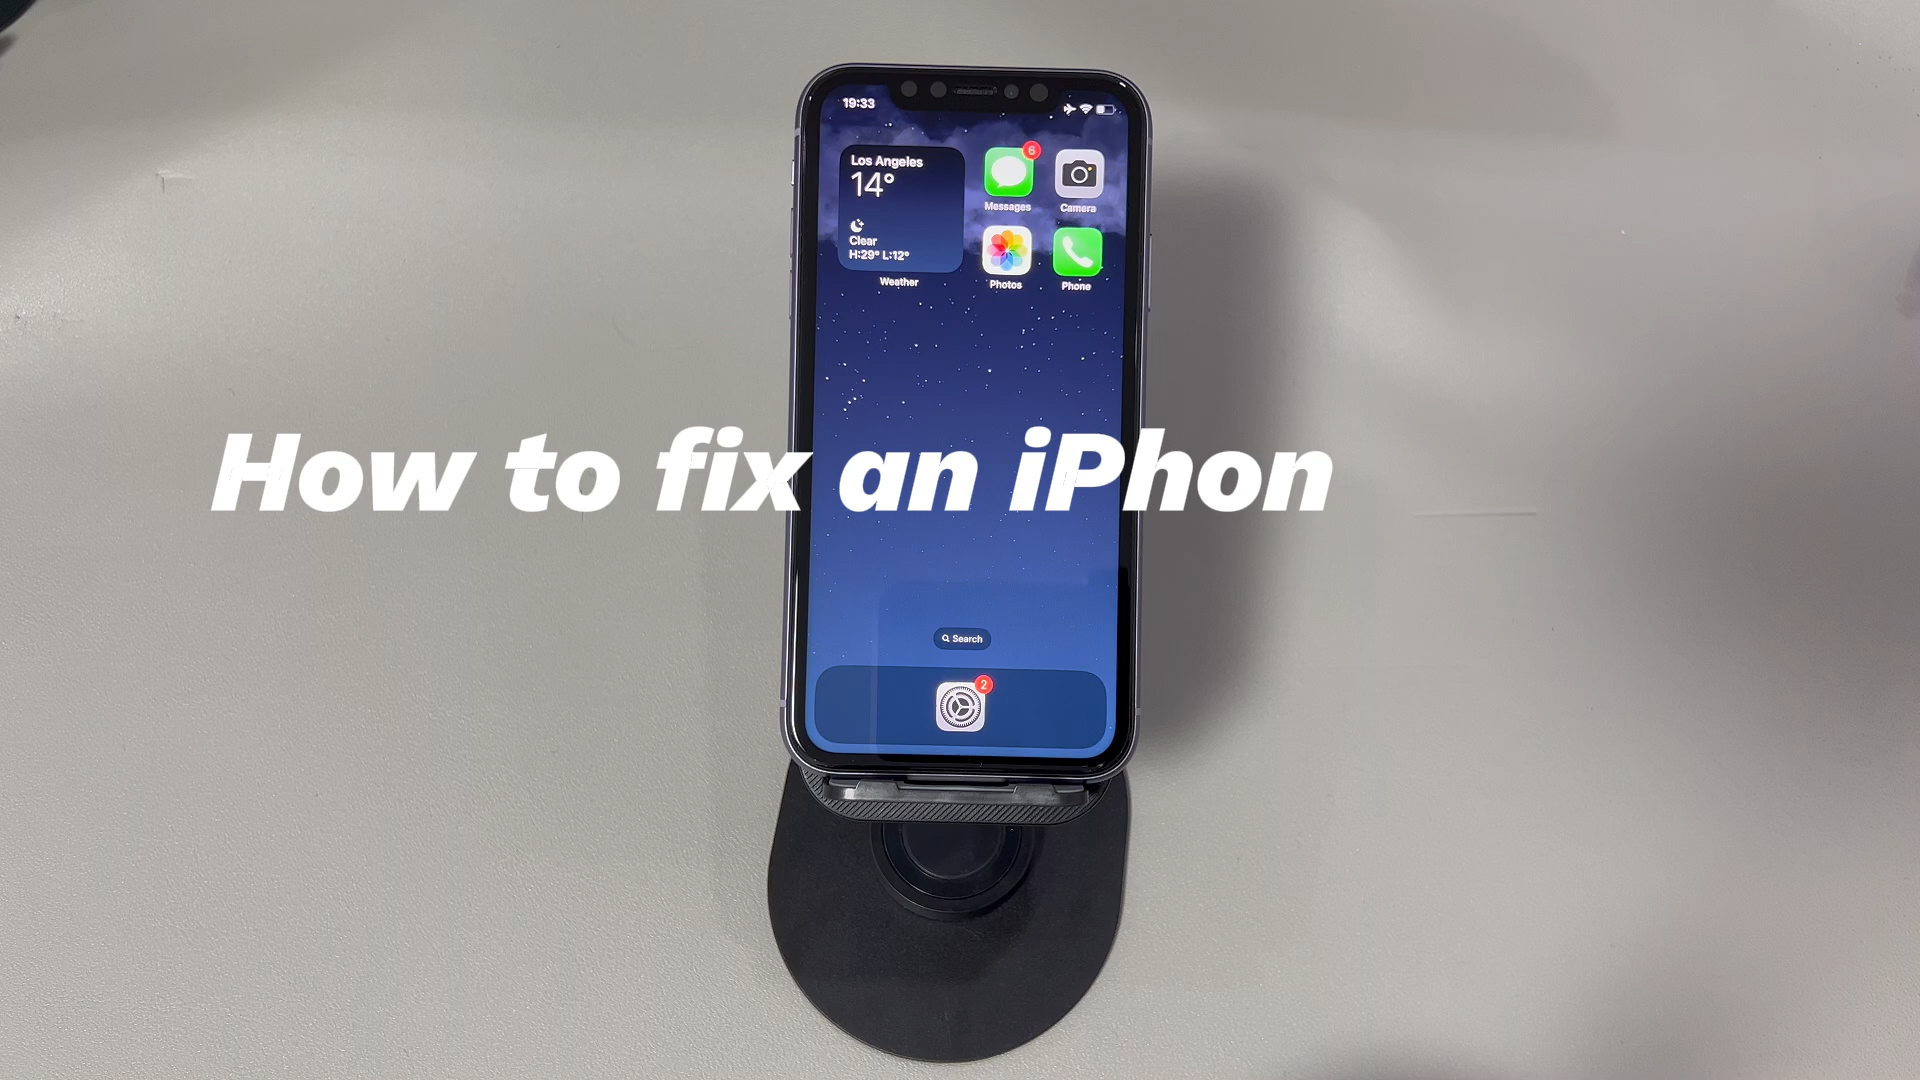 19:33
Los Angeles
14°
Clear
H:29° L:12°
Weather
6
Messages
Camera
Photos
Phone
How to fix an iPhon
Search
2